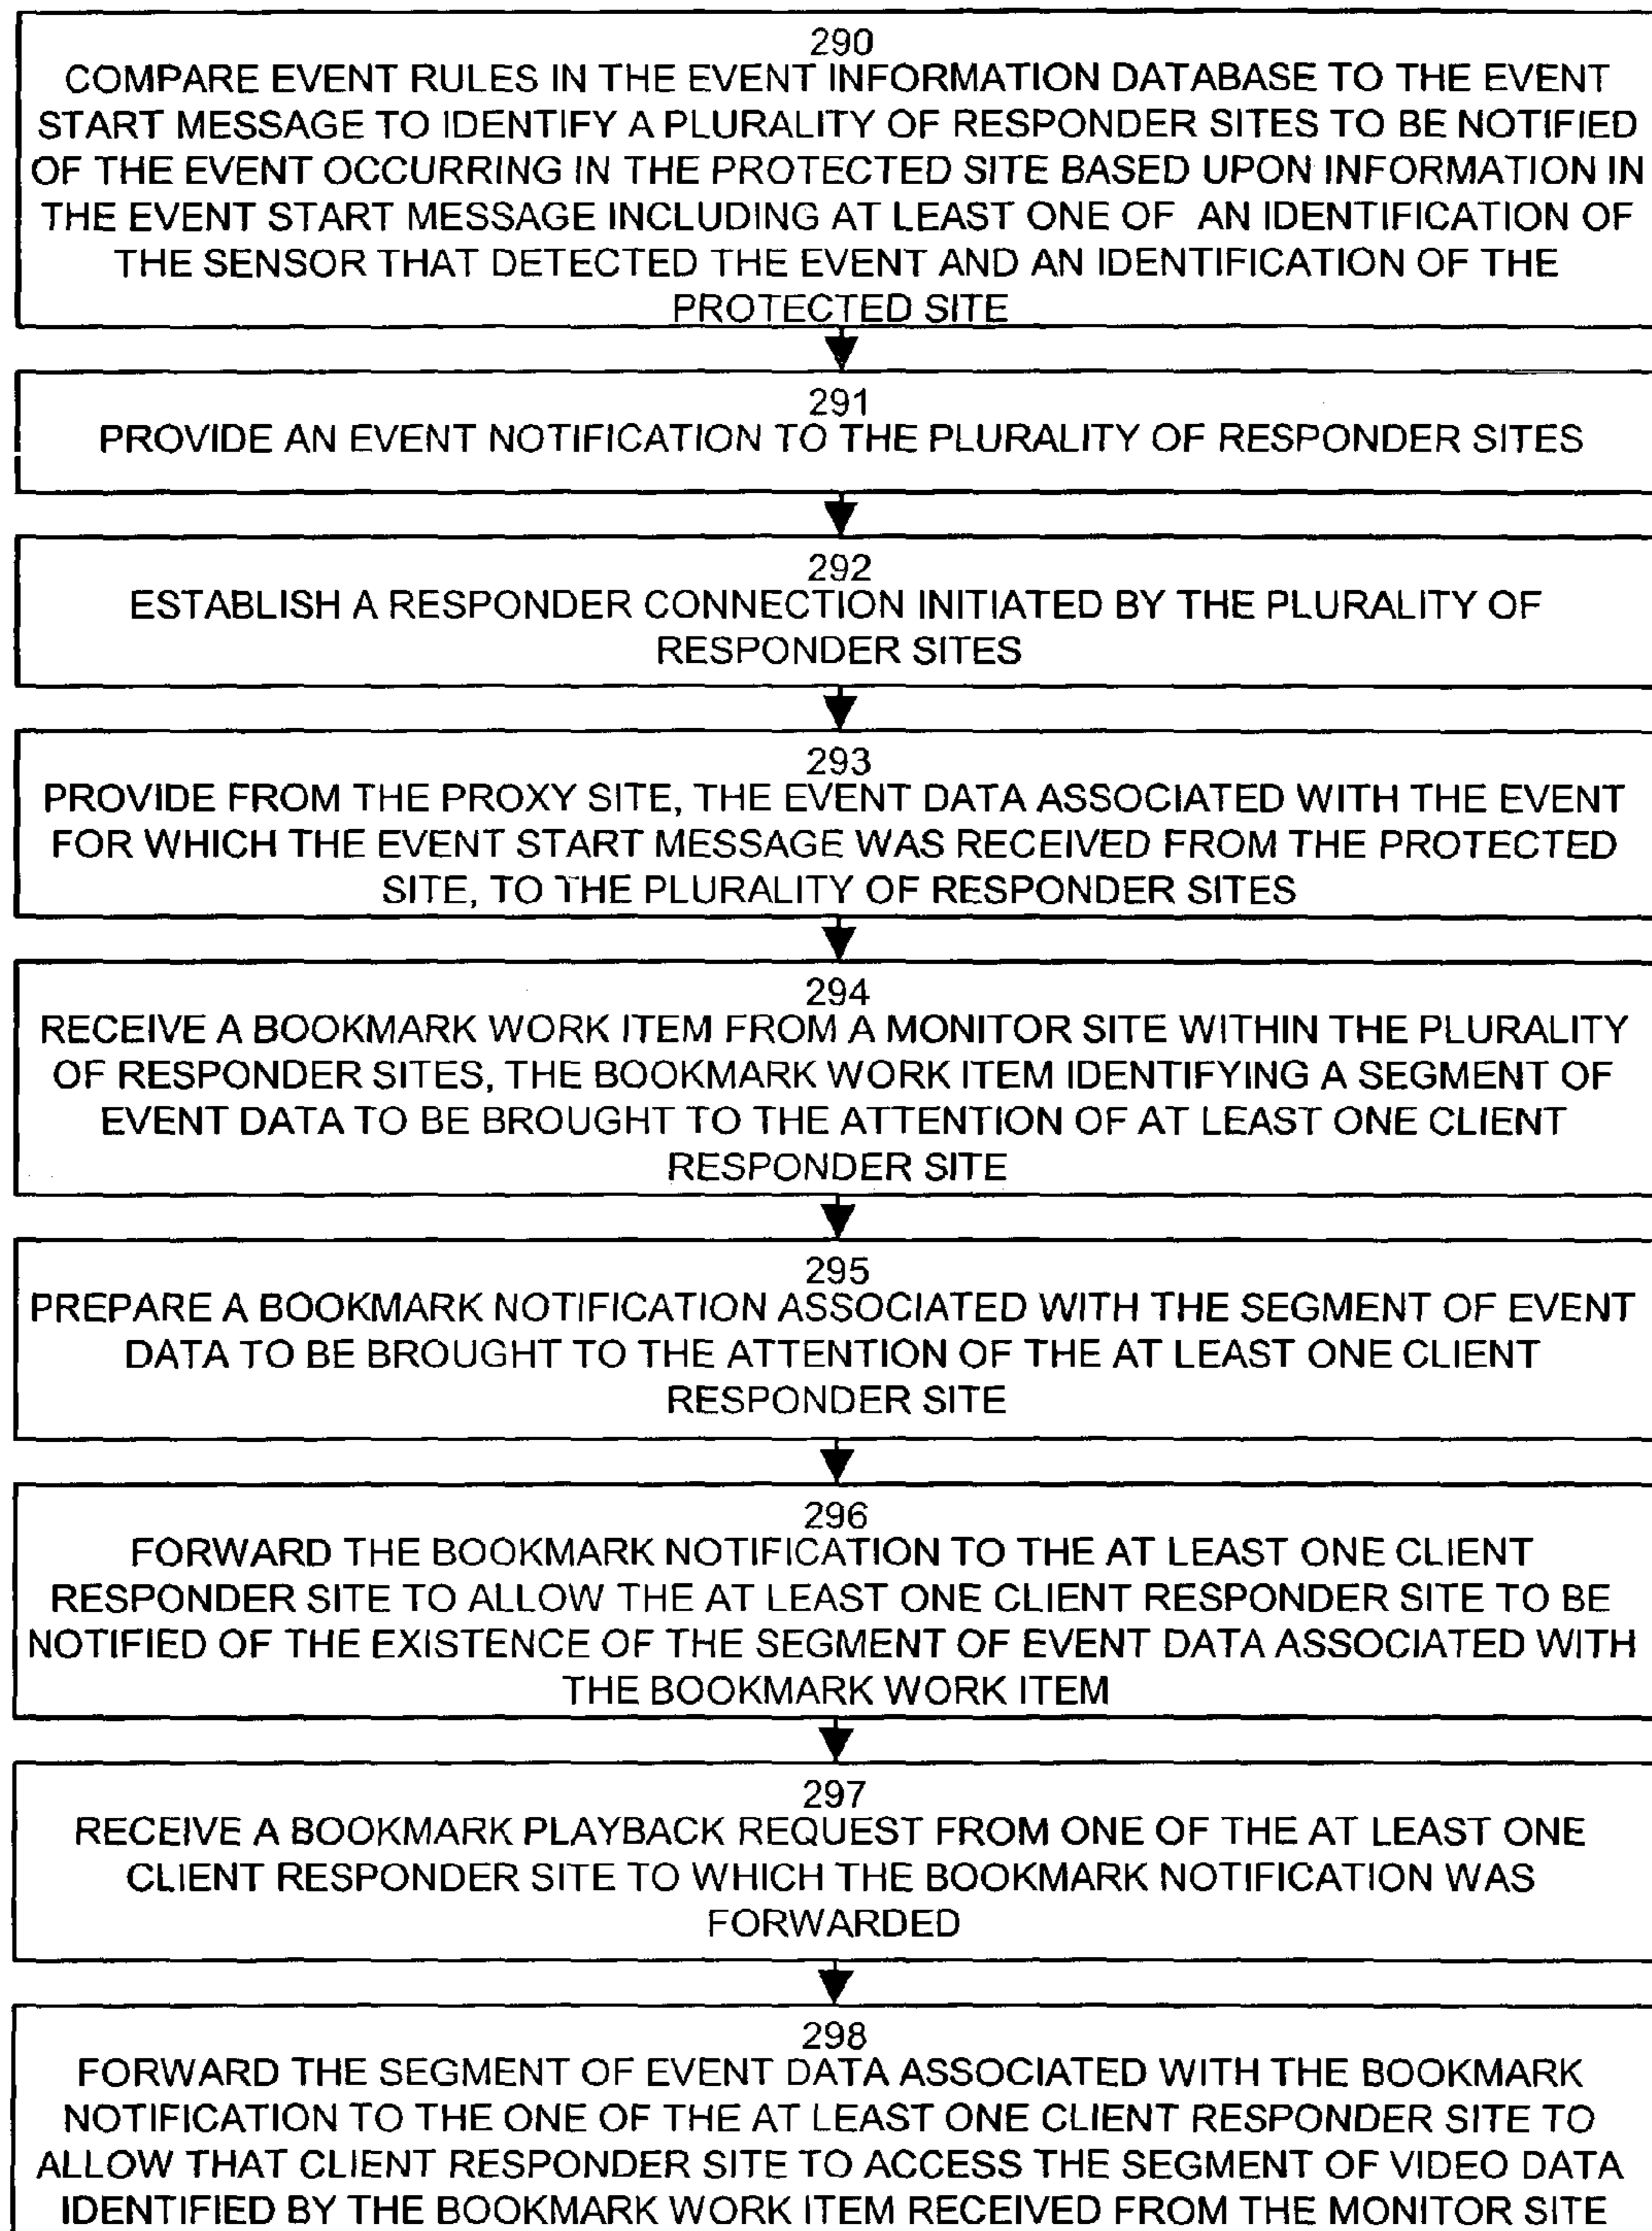 290
COMPARE EVENT RULES IN THE EVENT INFORMATION DATABASE TO THE EVENT
START MESSAGE TO IDENTIFY A PLURALITY OF RESPONDER SITES TO BE NOTIFIED
OF THE EVENT OCCURRING IN THE PROTECTED SITE BASED UPON INFORMATION IN
THE EVENT START MESSAGE INCLUDING AT LEAST ONE OF AN IDENTIFICATION OF
THE SENSOR THAT DETECTED THE EVENT AND AN IDENTIFICATION OF THE
PROTECTED SITE
291
PROVIDE AN EVENT NOTIFICATION TO THE PLURALITY OF RESPONDER SITES
292
ESTABLISH A RESPONDER CONNECTION INITIATED BY THE PLURALITY OF
RESPONDER SITES
293
PROVIDE FROM THE PROXY SITE, THE EVENT DATA ASSOCIATED WITH THE EVENT
FOR WHICH THE EVENT START MESSAGE WAS RECEIVED FROM THE PROTECTED
SITE, TO THE PLURALITY OF RESPONDER SITES
294
RECEIVE A BOOKMARK WORK ITEM FROM A MONITOR SITE WITHIN THE PLURALITY
OF RESPONDER SITES, THE BOOKMARK WORK ITEM IDENTIFYING A SEGMENT OF
EVENT DATA TO BE BROUGHT TO THE ATTENTION OF AT LEAST ONE CLIENT
RESPONDER SITE
295
PREPARE A BOOKMARK NOTIFICATION ASSOCIATED WITH THE SEGMENT OF EVENT
DATA TO BE BROUGHT TO THE ATTENTION OF THE AT LEAST ONE CLIENT
RESPONDER SITE
296
FORWARD THE BOOKMARK NOTIFICATION TO THE AT LEAST ONE CLIENT
RESPONDER SITE TO ALLOW THE AT LEAST ONE CLIENT RESPONDER SITE TO BE
NOTIFIED OF THE EXISTENCE OF THE SEGMENT OF EVENT DATA ASSOCIATED WITH
THE BOOKMARK WORK ITEM
297
RECEIVE A BOOKMARK PLAYBACK REQUEST FROM ONE OF THE AT LEAST ONE
CLIENT RESPONDER SITE TO WHICH THE BOOKMARK NOTIFICATION WAS
FORWARDED
298
FORWARD THE SEGMENT OF EVENT DATA ASSOCIATED WITH THE BOOKMARK
NOTIFICATION TO THE ONE OF THE AT LEAST ONE CLIENT RESPONDER SITE TO
ALLOW THAT CLIENT RESPONDER SITE TO ACCESS THE SEGMENT OF VIDEO DATA
IDENTIFIED BY THE BOOKMARK WORK ITEM RECEIVED FROM THE MONITOR SITE